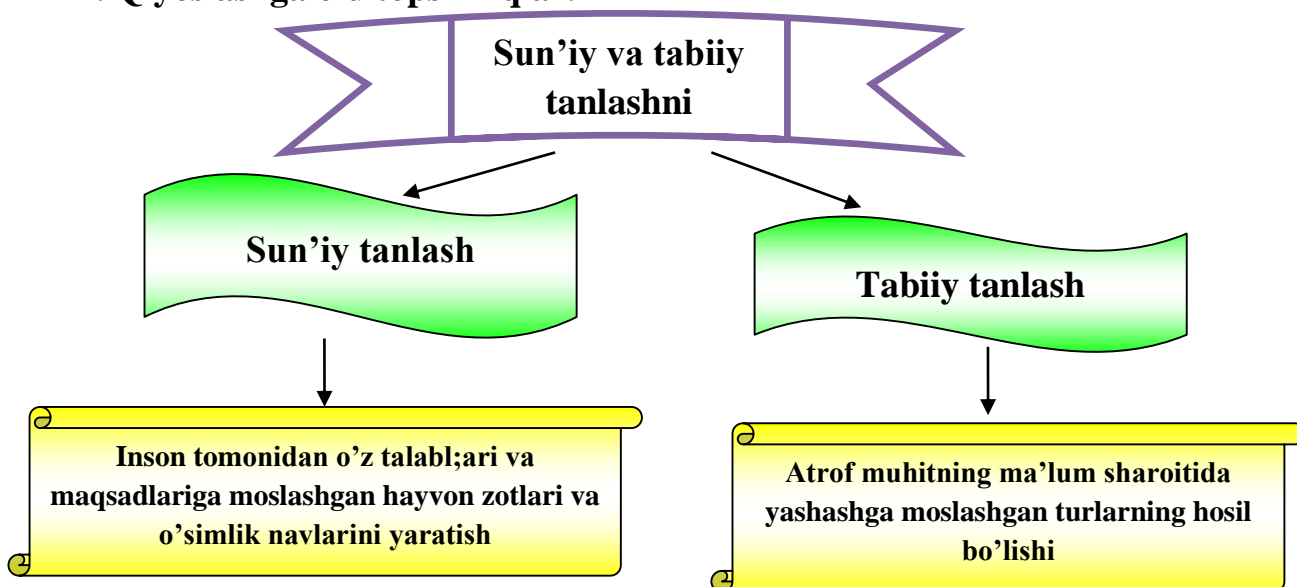 Sun’iy va tabiiy
tanlashni
Sun’iy tanlash
Tabiiy tanlash
Inson tomonidan o’z talabl;ari va
maqsadlariga moslashgan hayvon zotlari va
o’simlik navlarini yaratish
Atrof muhitning ma’lum sharoitida
yashashga moslashgan turlarning hosil
bo’lishi